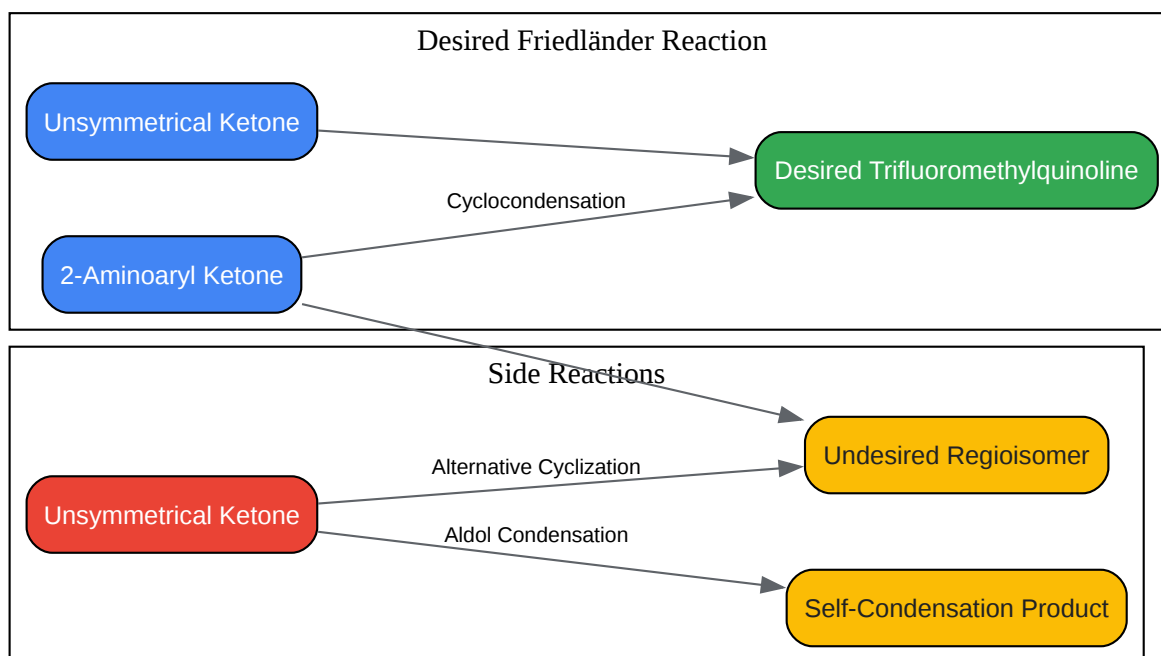 Desired Friedländer Reaction
Unsymmetrical Ketone
Desired Trifluoromethylquinoline
Cyclocondensation
2-Aminoaryl Ketone
Side Reactions
Undesired Regioisomer
Alternative Cyclization
Unsymmetrical Ketone
Aldol Condensation
Self-Condensation Product